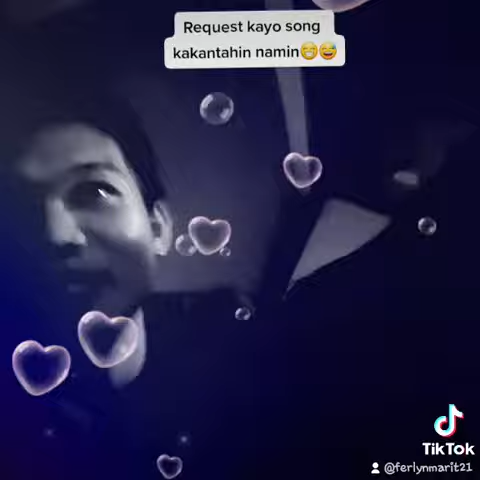 Request kayo song
kakantahin namin😁😅
TikTok
@ferlynmarit21